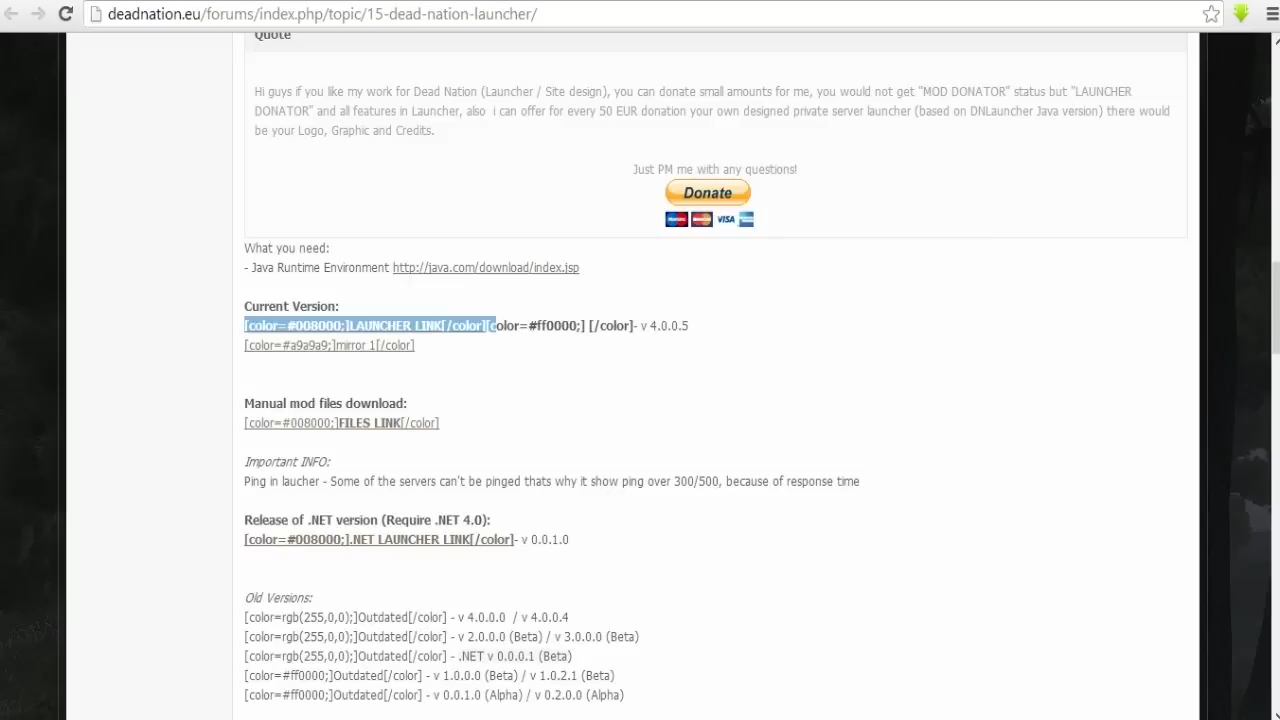 deadnation.eu/forums/index.php/topic/15-dead-nation-launcher/
Quote
Hi guys if you like my work for Dead Nation (Launcher / Site design), you can donate small amounts for me, you would not get "MOD DONATOR" status but "LAUNCHER
DONATOR" and all features in Launcher, also i can offer for every 50 EUR donation your own designed private server launcher (based on DNLauncher Java version) there would
be your Logo, Graphic and Credits.
Just PM me with any questions!
Donate
VISA
What you need:
- Java Runtime Environment http://java.com/download/index.jsp
Current Version:
[color=#008000;]LAUNCHER LINK[/color][color=#ff0000;] [/color]- v 4.0.0.5
[color=#a9a9a9;]mirror 1[/color]
Manual mod files download:
[color=#008000;]FILES LINK[/color]
Important INFO:
Ping in laucher - Some of the servers can't be pinged thats why it show ping over 300/500, because of response time
Release of .NET version (Require .NET 4.0):
[color=#008000;].NET LAUNCHER LINK[/color]- v 0.0.1.0
Old Versions:
[color=rgb(255,0,0);]Outdated[/color] - v 4.0.0.0 / v 4.0.0.4
[color=rgb(255,0,0);]Outdated[/color] - v 2.0.0.0 (Beta) / v 3.0.0.0 (Beta)
[color=rgb(255,0,0);]Outdated[/color] - .NET v 0.0.0.1 (Beta)
[color=#ff0000;]Outdated[/color] - v 1.0.0.0 (Beta) / v 1.0.2.1 (Beta)
[color=#ff0000;]Outdated[/color] - v 0.0.1.0 (Alpha) / v 0.2.0.0 (Alpha)